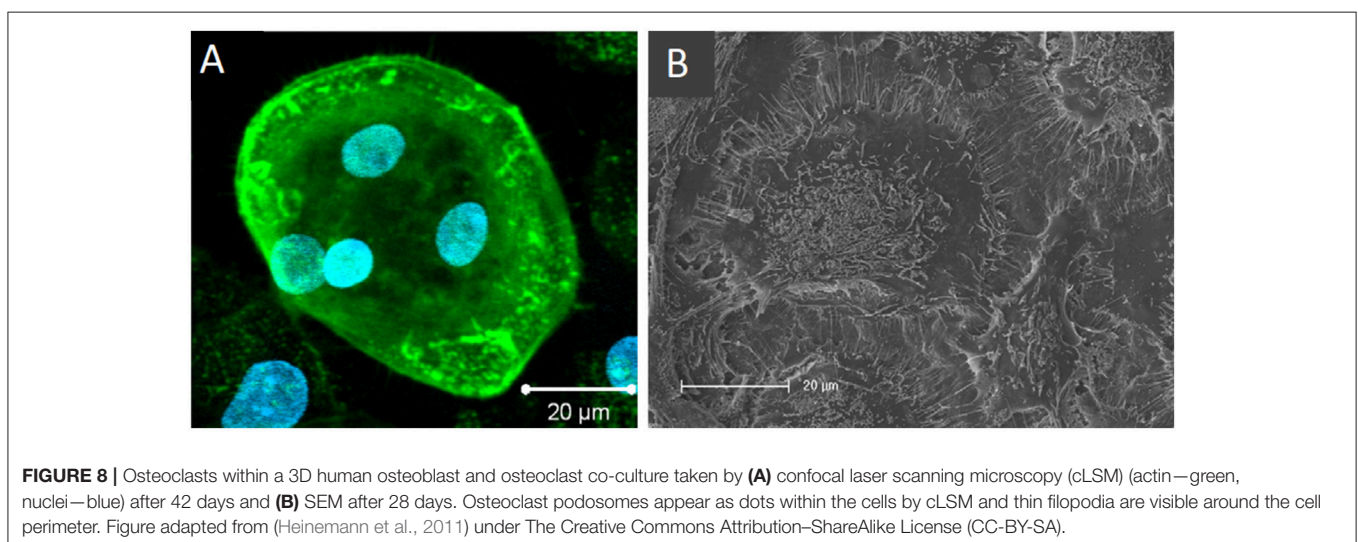 A
B
20 µm
20 µm
FIGURE 8 | Osteoclasts within a 3D human osteoblast and osteoclast co-culture taken by (A) confocal laser scanning microscopy (cLSM) (actin—green,
nuclei—blue) after 42 days and (B) SEM after 28 days. Osteoclast podosomes appear as dots within the cells by cLSM and thin filopodia are visible around the cell
perimeter. Figure adapted from (Heinemann et al., 2011) under The Creative Commons Attribution–ShareAlike License (CC-BY-SA).